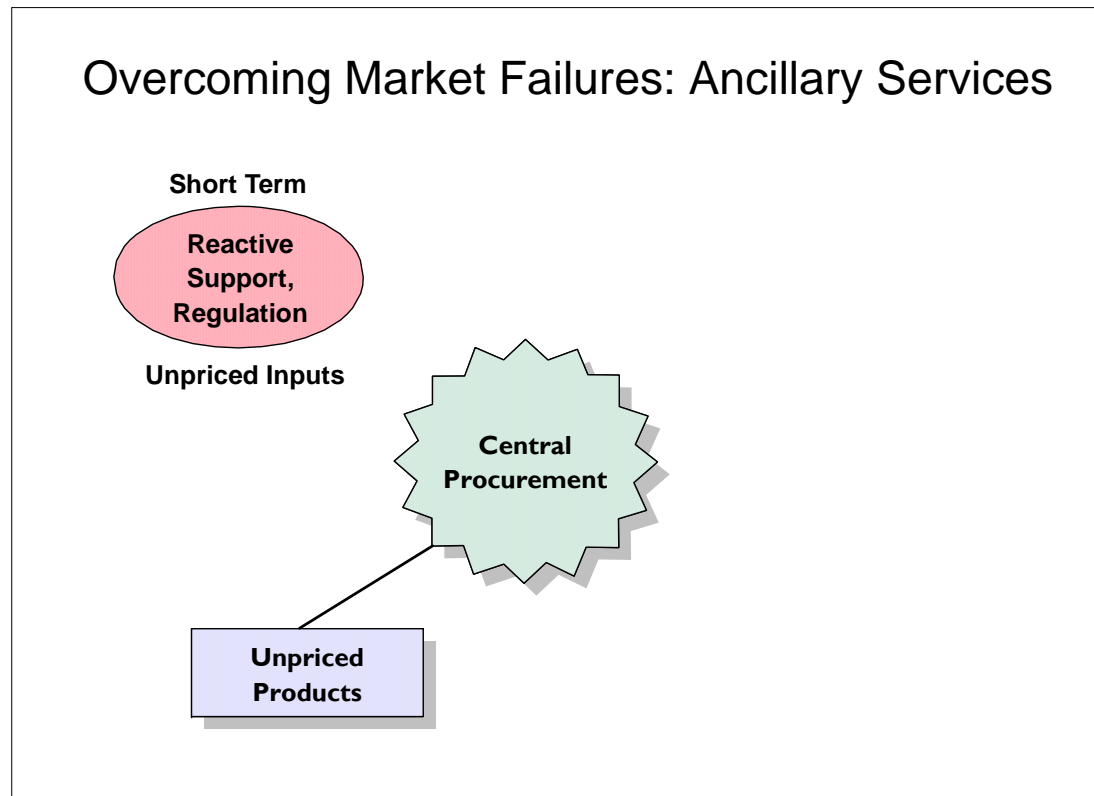 Overcoming Market Failures: Ancillary Services
Short Term
Reactive
Support,
Regulation
Unpriced Inputs
Central
Procurement
Unpriced
Products